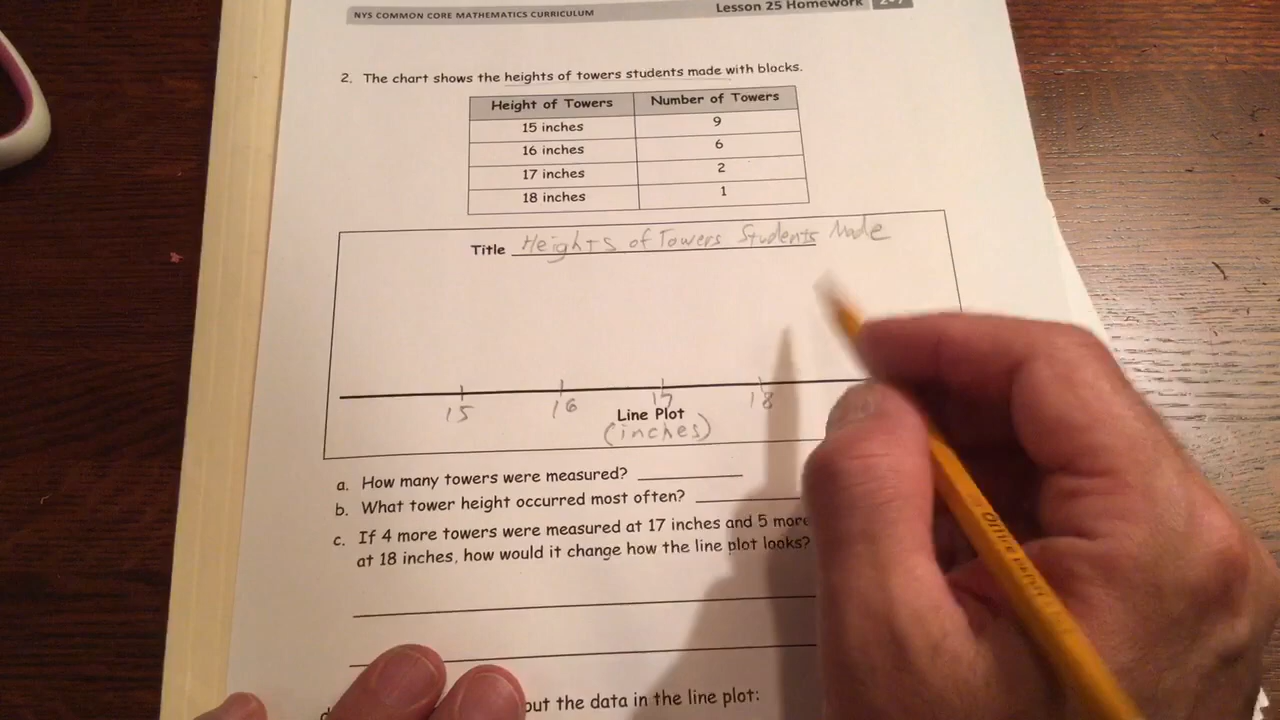 NYS COMMON CORE MATHEMATICS CURRICULUM Lesson 25 Homework
2. The chart shows the heights of towers students made with blocks.
Height of Towers Number of Towers
15 inches 9
16 inches 6
17 inches 2
18 inches 1
Title Heights of Towers Students Made
15 16 17 18
Line Plot
(inches)
a. How many towers were measured?
b. What tower height occurred most often?
c. If 4 more towers were measured at 17 inches and 5 more
at 18 inches, how would it change how the line plot looks?
out the data in the line plot:
OFFICE DEPOT